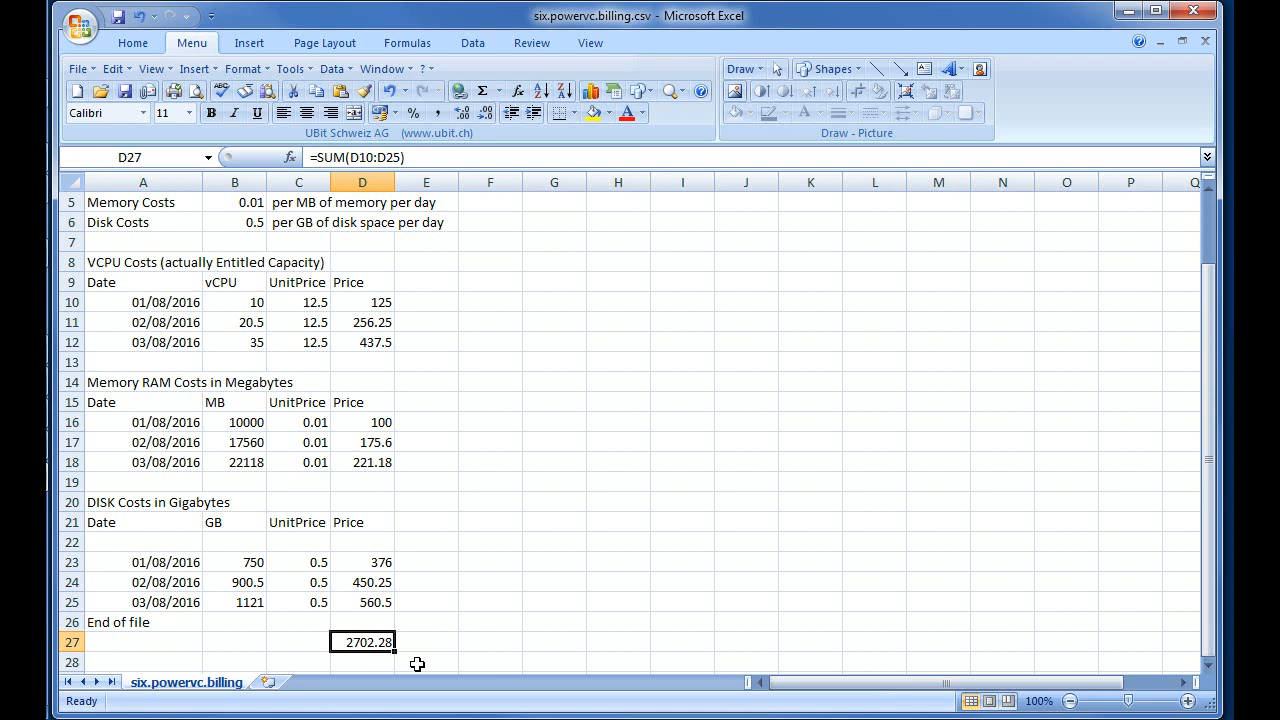 six.powervc.billing.csv - Microsoft Excel
Home Menu Insert Page Layout Formulas Data Review View
File Edit View Insert Format Tools Data Window ? Draw Shapes
Calibri 11 B I U A
UBit Schweiz AG (www.ubit.ch) Draw - Picture
D27 fx =SUM(D10:D25)
A B C D E F G H I J K L M N O P Q
5 Memory Costs 0.01 per MB of memory per day
6 Disk Costs 0.5 per GB of disk space per day
7
8 VCPU Costs (actually Entitled Capacity)
9 Date vCPU UnitPrice Price
10 01/08/2016 10 12.5 125
11 02/08/2016 20.5 12.5 256.25
12 03/08/2016 35 12.5 437.5
13
14 Memory RAM Costs in Megabytes
15 Date MB UnitPrice Price
16 01/08/2016 10000 0.01 100
17 02/08/2016 17560 0.01 175.6
18 03/08/2016 22118 0.01 221.18
19
20 DISK Costs in Gigabytes
21 Date GB UnitPrice Price
22
23 01/08/2016 750 0.5 376
24 02/08/2016 900.5 0.5 450.25
25 03/08/2016 1121 0.5 560.5
26 End of file
27 2702.28
28
six.powervc.billing
Ready 100%